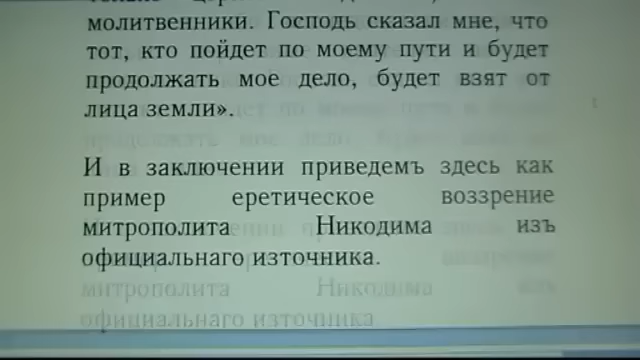 молитвенники. Господь сказал мне, что
тот, кто пойдет по моему пути и будет
продолжать мое дело, будет взят от
лица земли».
И в заключении приведемъ здесь как
пример еретическое воззрение
митрополита Никодима изъ
официальнаго източника.